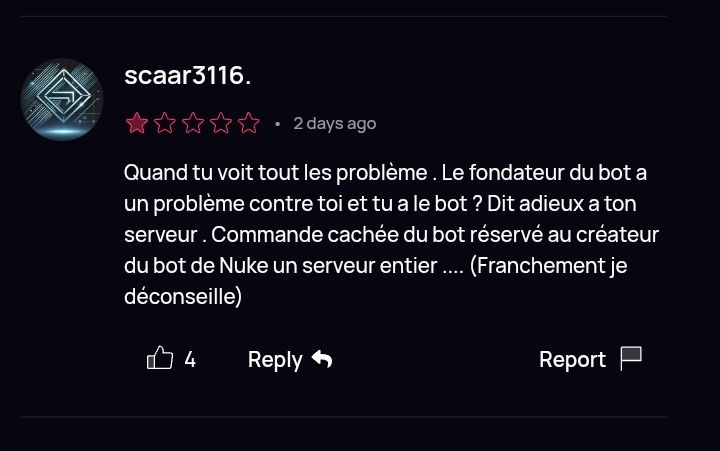 scaar3116.
• 2 days ago
Quand tu voit tout les problème . Le fondateur du bot a
un problème contre toi et tu a le bot ? Dit adieux a ton
serveur . Commande cachée du bot réservé au créateur
du bot de Nuke un serveur entier .... (Franchement je
déconseille)
4 Reply Report